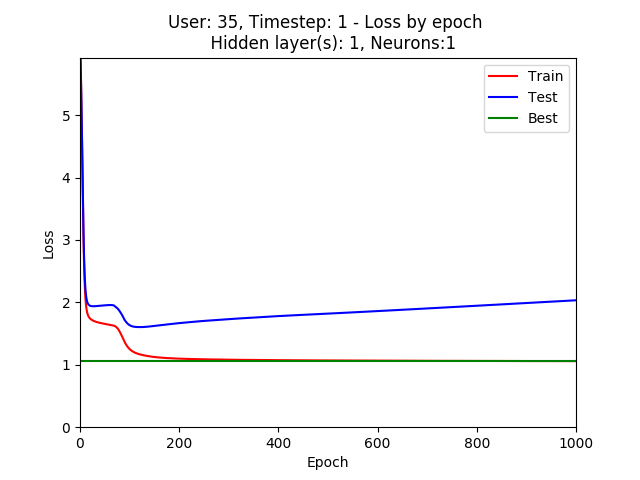 User: 35, Timestep: 1 - Loss by epoch
Hidden layer(s): 1, Neurons:1
Train
Test
Best
5
4
3
2
1
0
Loss
0 200 400 600 800 1000
Epoch